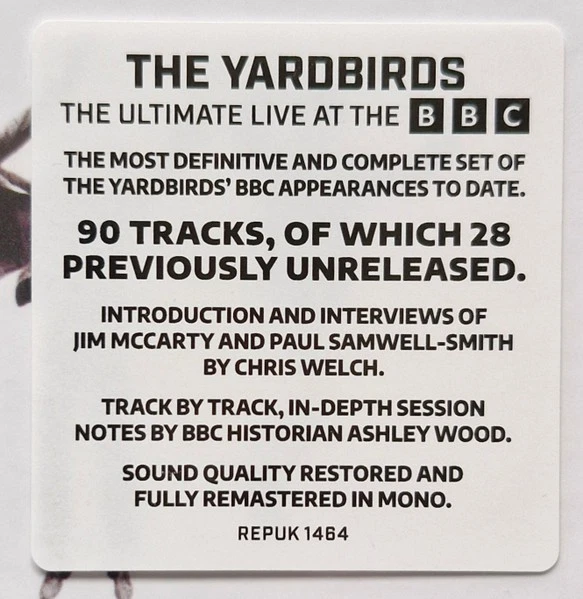 THE YARDBIRDS
THE ULTIMATE LIVE AT THE BBC
THE MOST DEFINITIVE AND COMPLETE SET OF
THE YARDBIRDS' BBC APPEARANCES TO DATE.
90 TRACKS, OF WHICH 28
PREVIOUSLY UNRELEASED.
INTRODUCTION AND INTERVIEWS OF
JIM MCCARTY AND PAUL SAMWELL-SMITH
BY CHRIS WELCH.
TRACK BY TRACK, IN-DEPTH SESSION
NOTES BY BBC HISTORIAN ASHLEY WOOD.
SOUND QUALITY RESTORED AND
FULLY REMASTERED IN MONO.
REPUK 1464